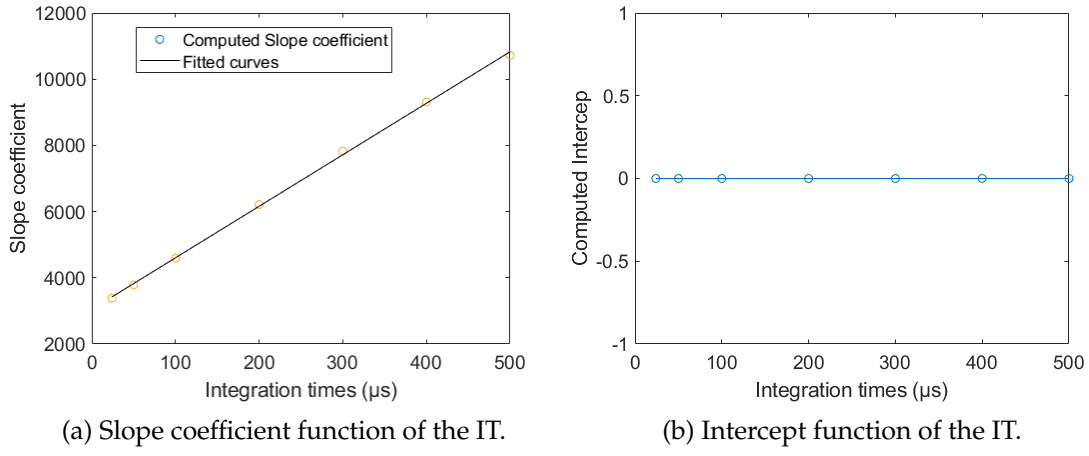 12000
10000
8000
6000
4000
2000
Slope coefficient
Computed Slope coefficient
Fitted curves
0 100 200 300 400 500
Integration times (µs)
(a) Slope coefficient function of the IT.
1
0.5
0
-0.5
-1
Computed Intercep
0 100 200 300 400 500
Integration times (µs)
(b) Intercept function of the IT.